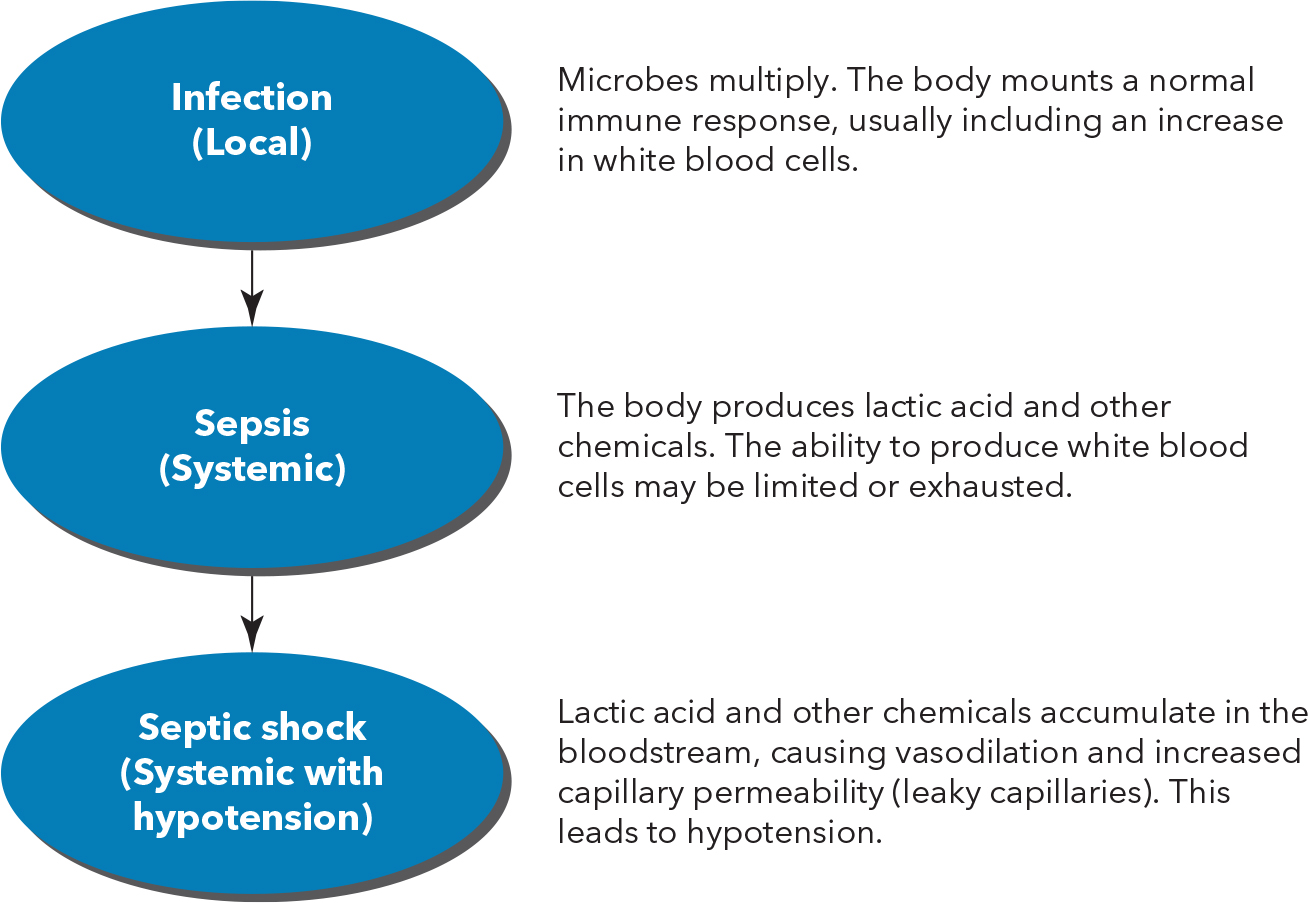 Infection
(Local)
Microbes multiply. The body mounts a normal
immune response, usually including an increase
in white blood cells.
Sepsis
(Systemic)
The body produces lactic acid and other
chemicals. The ability to produce white blood
cells may be limited or exhausted.
Septic shock
(Systemic with
hypotension)
Lactic acid and other chemicals accumulate in the
bloodstream, causing vasodilation and increased
capillary permeability (leaky capillaries). This
leads to hypotension.